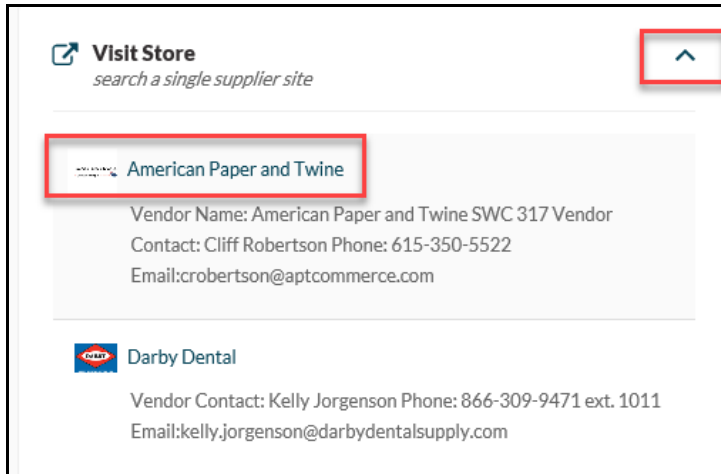 Visit Store
search a single supplier site
American Paper and Twine
Vendor Name: American Paper and Twine SWC 317 Vendor
Contact: Cliff Robertson Phone: 615-350-5522
Email:crobertson@aptcommerce.com
Darby Dental
Vendor Contact: Kelly Jorgenson Phone: 866-309-9471 ext. 1011
Email:kelly.jorgenson@darbydentalsupply.com